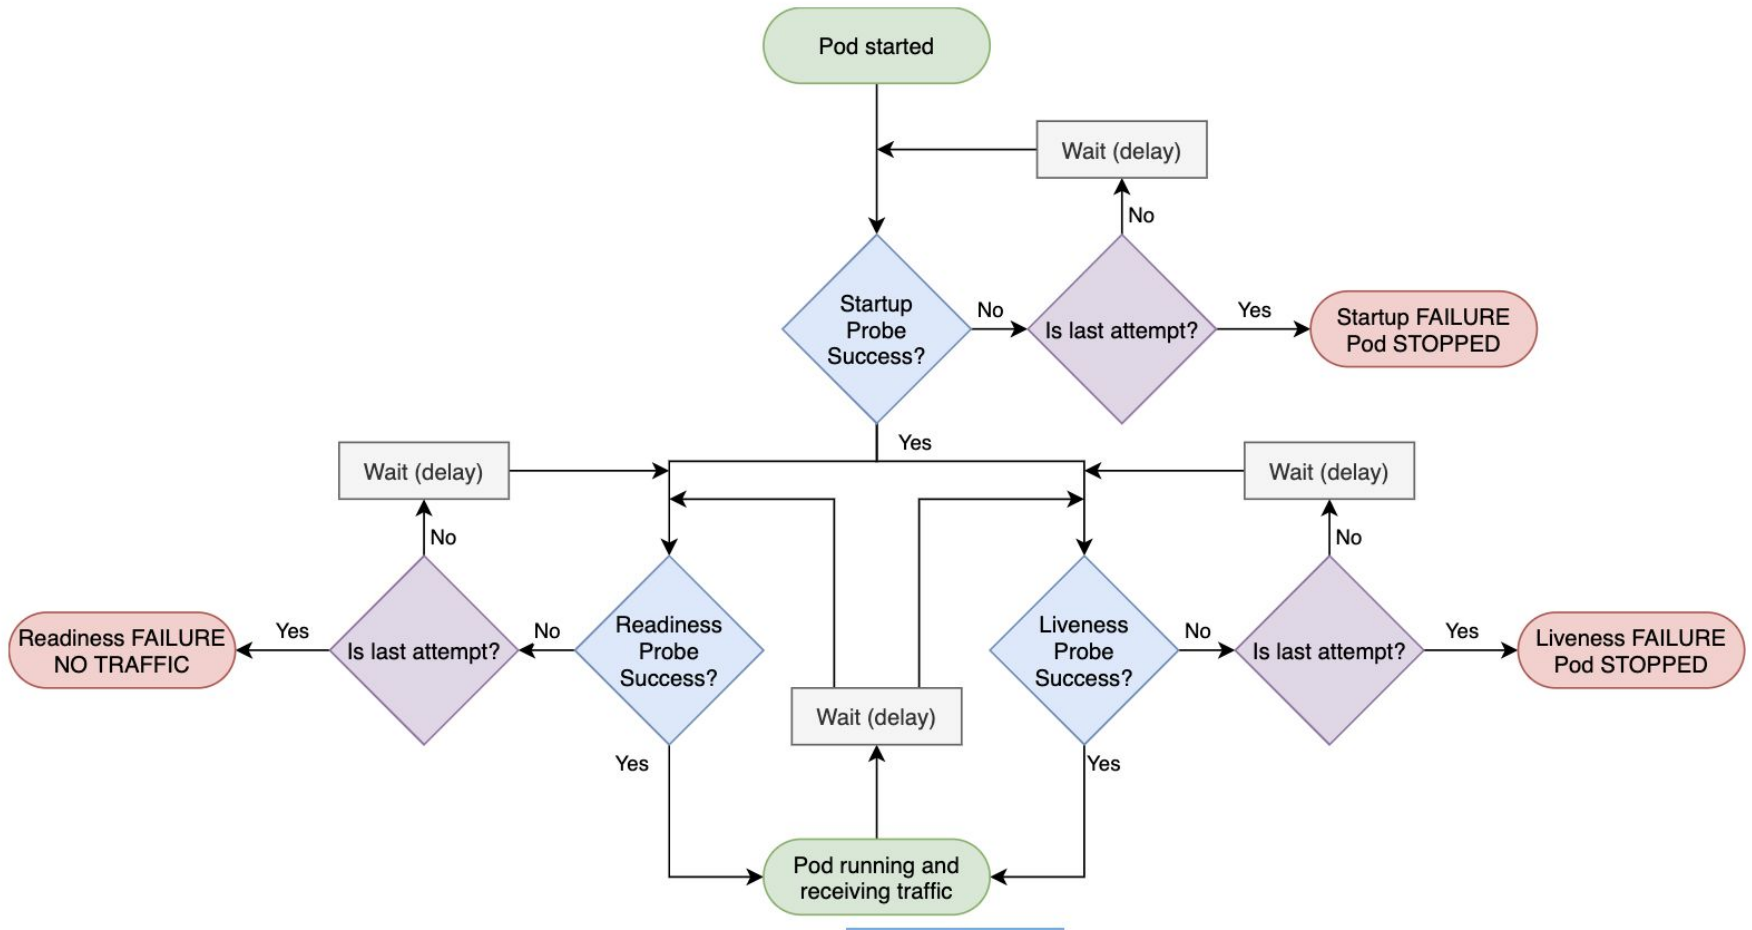 Pod started
Wait (delay)
No
Startup
Probe
Success?
No
Is last attempt?
Yes
Startup FAILURE
Pod STOPPED
Yes
Wait (delay)
Wait (delay)
No
No
Readiness FAILURE
NO TRAFFIC
Yes
Is last attempt?
No
Readiness
Probe
Success?
Liveness
Probe
Success?
No
Is last attempt?
Yes
Liveness FAILURE
Pod STOPPED
Wait (delay)
Yes
Yes
Pod running and
receiving traffic